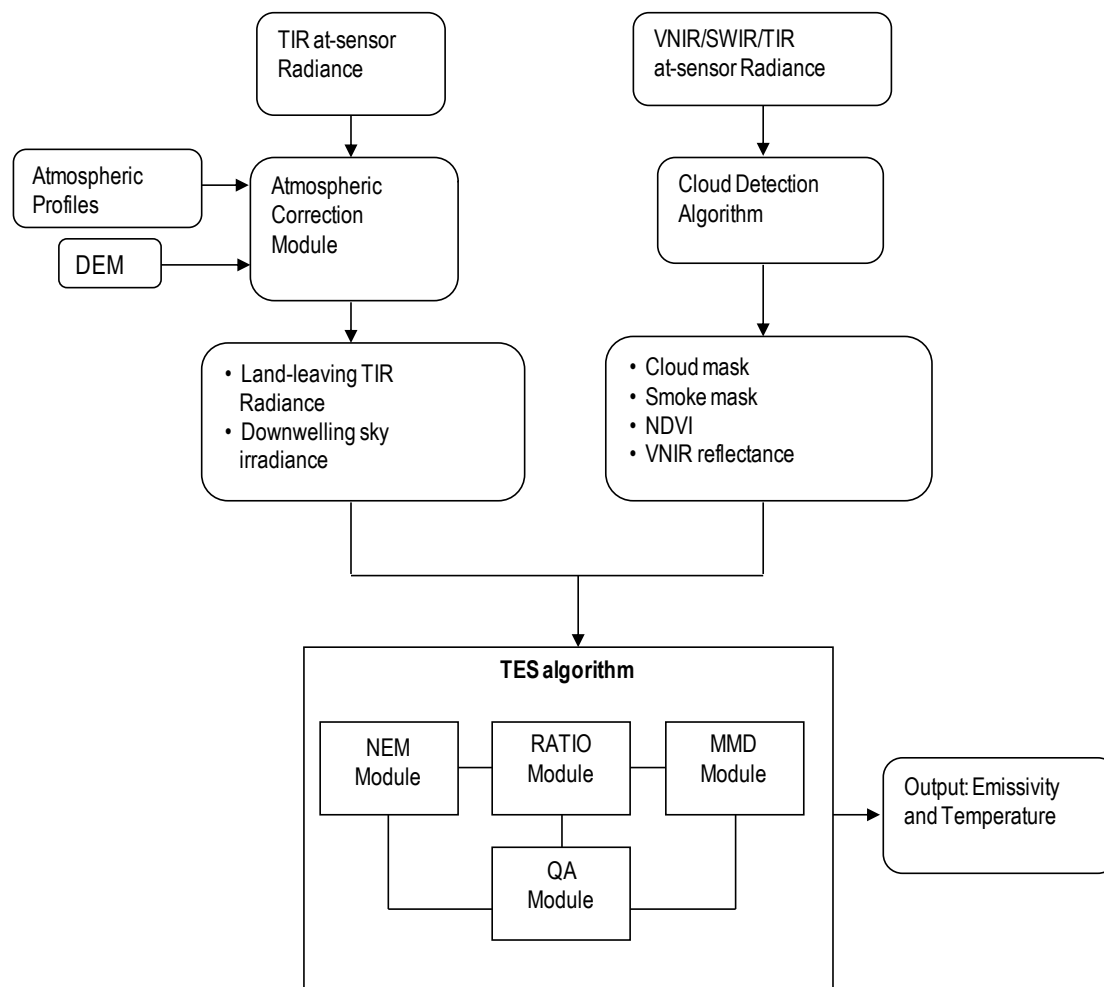 TIR at-sensor
Radiance
VNIR/SWIR/TIR
at-sensor Radiance
Atmospheric
Profiles
DEM
Atmospheric
Correction
Module
Cloud Detection
Algorithm
• Land-leaving TIR
Radiance
• Downwelling sky
irradiance
• Cloud mask
• Smoke mask
• NDVI
• VNIR reflectance
TES algorithm
NEM
Module
RATIO
Module
MMD
Module
QA
Module
Output: Emissivity
and Temperature